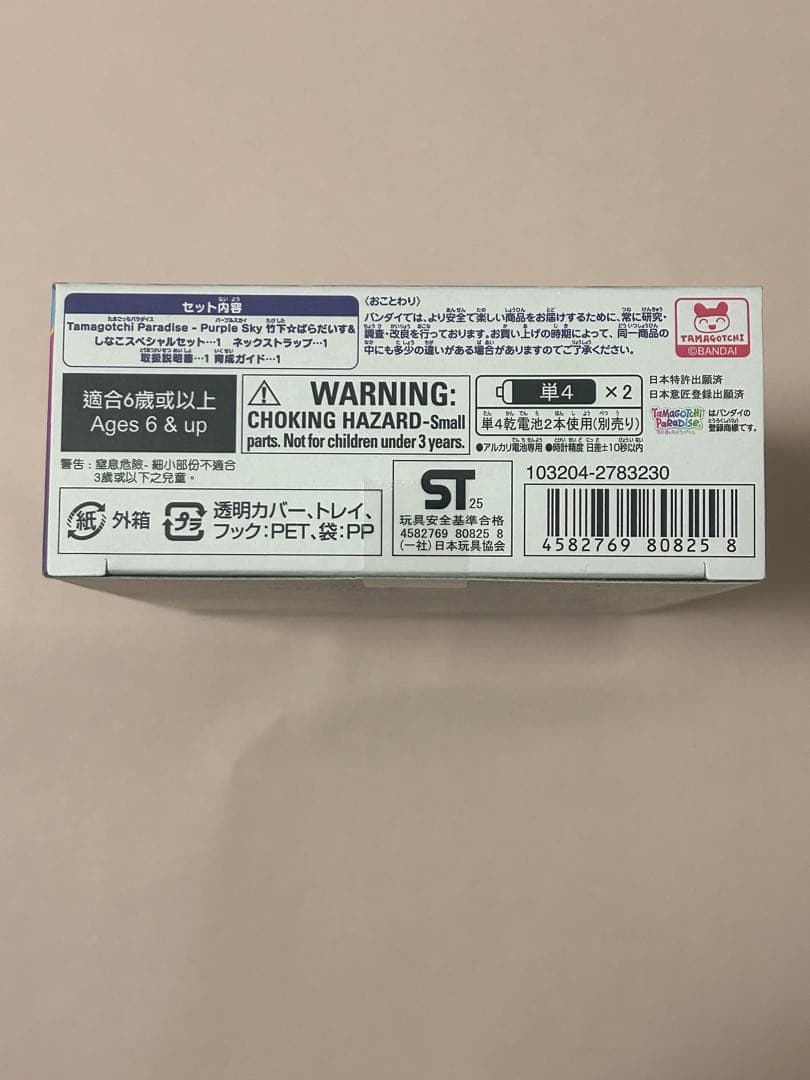 セット内容
Tamagotchi Paradise - Purple Sky 竹下☆ぱらだいす&
しなこスペシャルセット…1 ネックストラップ…1
取扱説明書…1 育成ガイド…1
〈おことわり〉
バンダイでは、より安全で楽しい商品をお届けするために、常に研究・
調査・改良を行っております。お買い上げの時期によって、同一商品の
中にも多少の違いがある場合がありますのでご了承ください。
TAMAGOTCHI
©BANDAI
適合6歲或以上
Ages 6 & up
WARNING:
CHOKING HAZARD-Small
parts. Not for children under 3 years.
単4 ×2
単4乾電池2本使用(別売り)
●アルカリ電池専用 ●時計精度 日差±10秒以内
日本特許出願済
日本意匠登録出願済
TAMAGOTCHI PARADISE はバンダイの
登録商標です。
警告：窒息危險- 細小部份不適合
3歲或以下之兒童。
紙 外箱
プラ 透明カバー、トレイ、
フック:PET、袋:PP
ST 25
玩具安全基準合格
4582769 80825 8
(一社)日本玩具協会
103204-2783230
4582769 80825 8